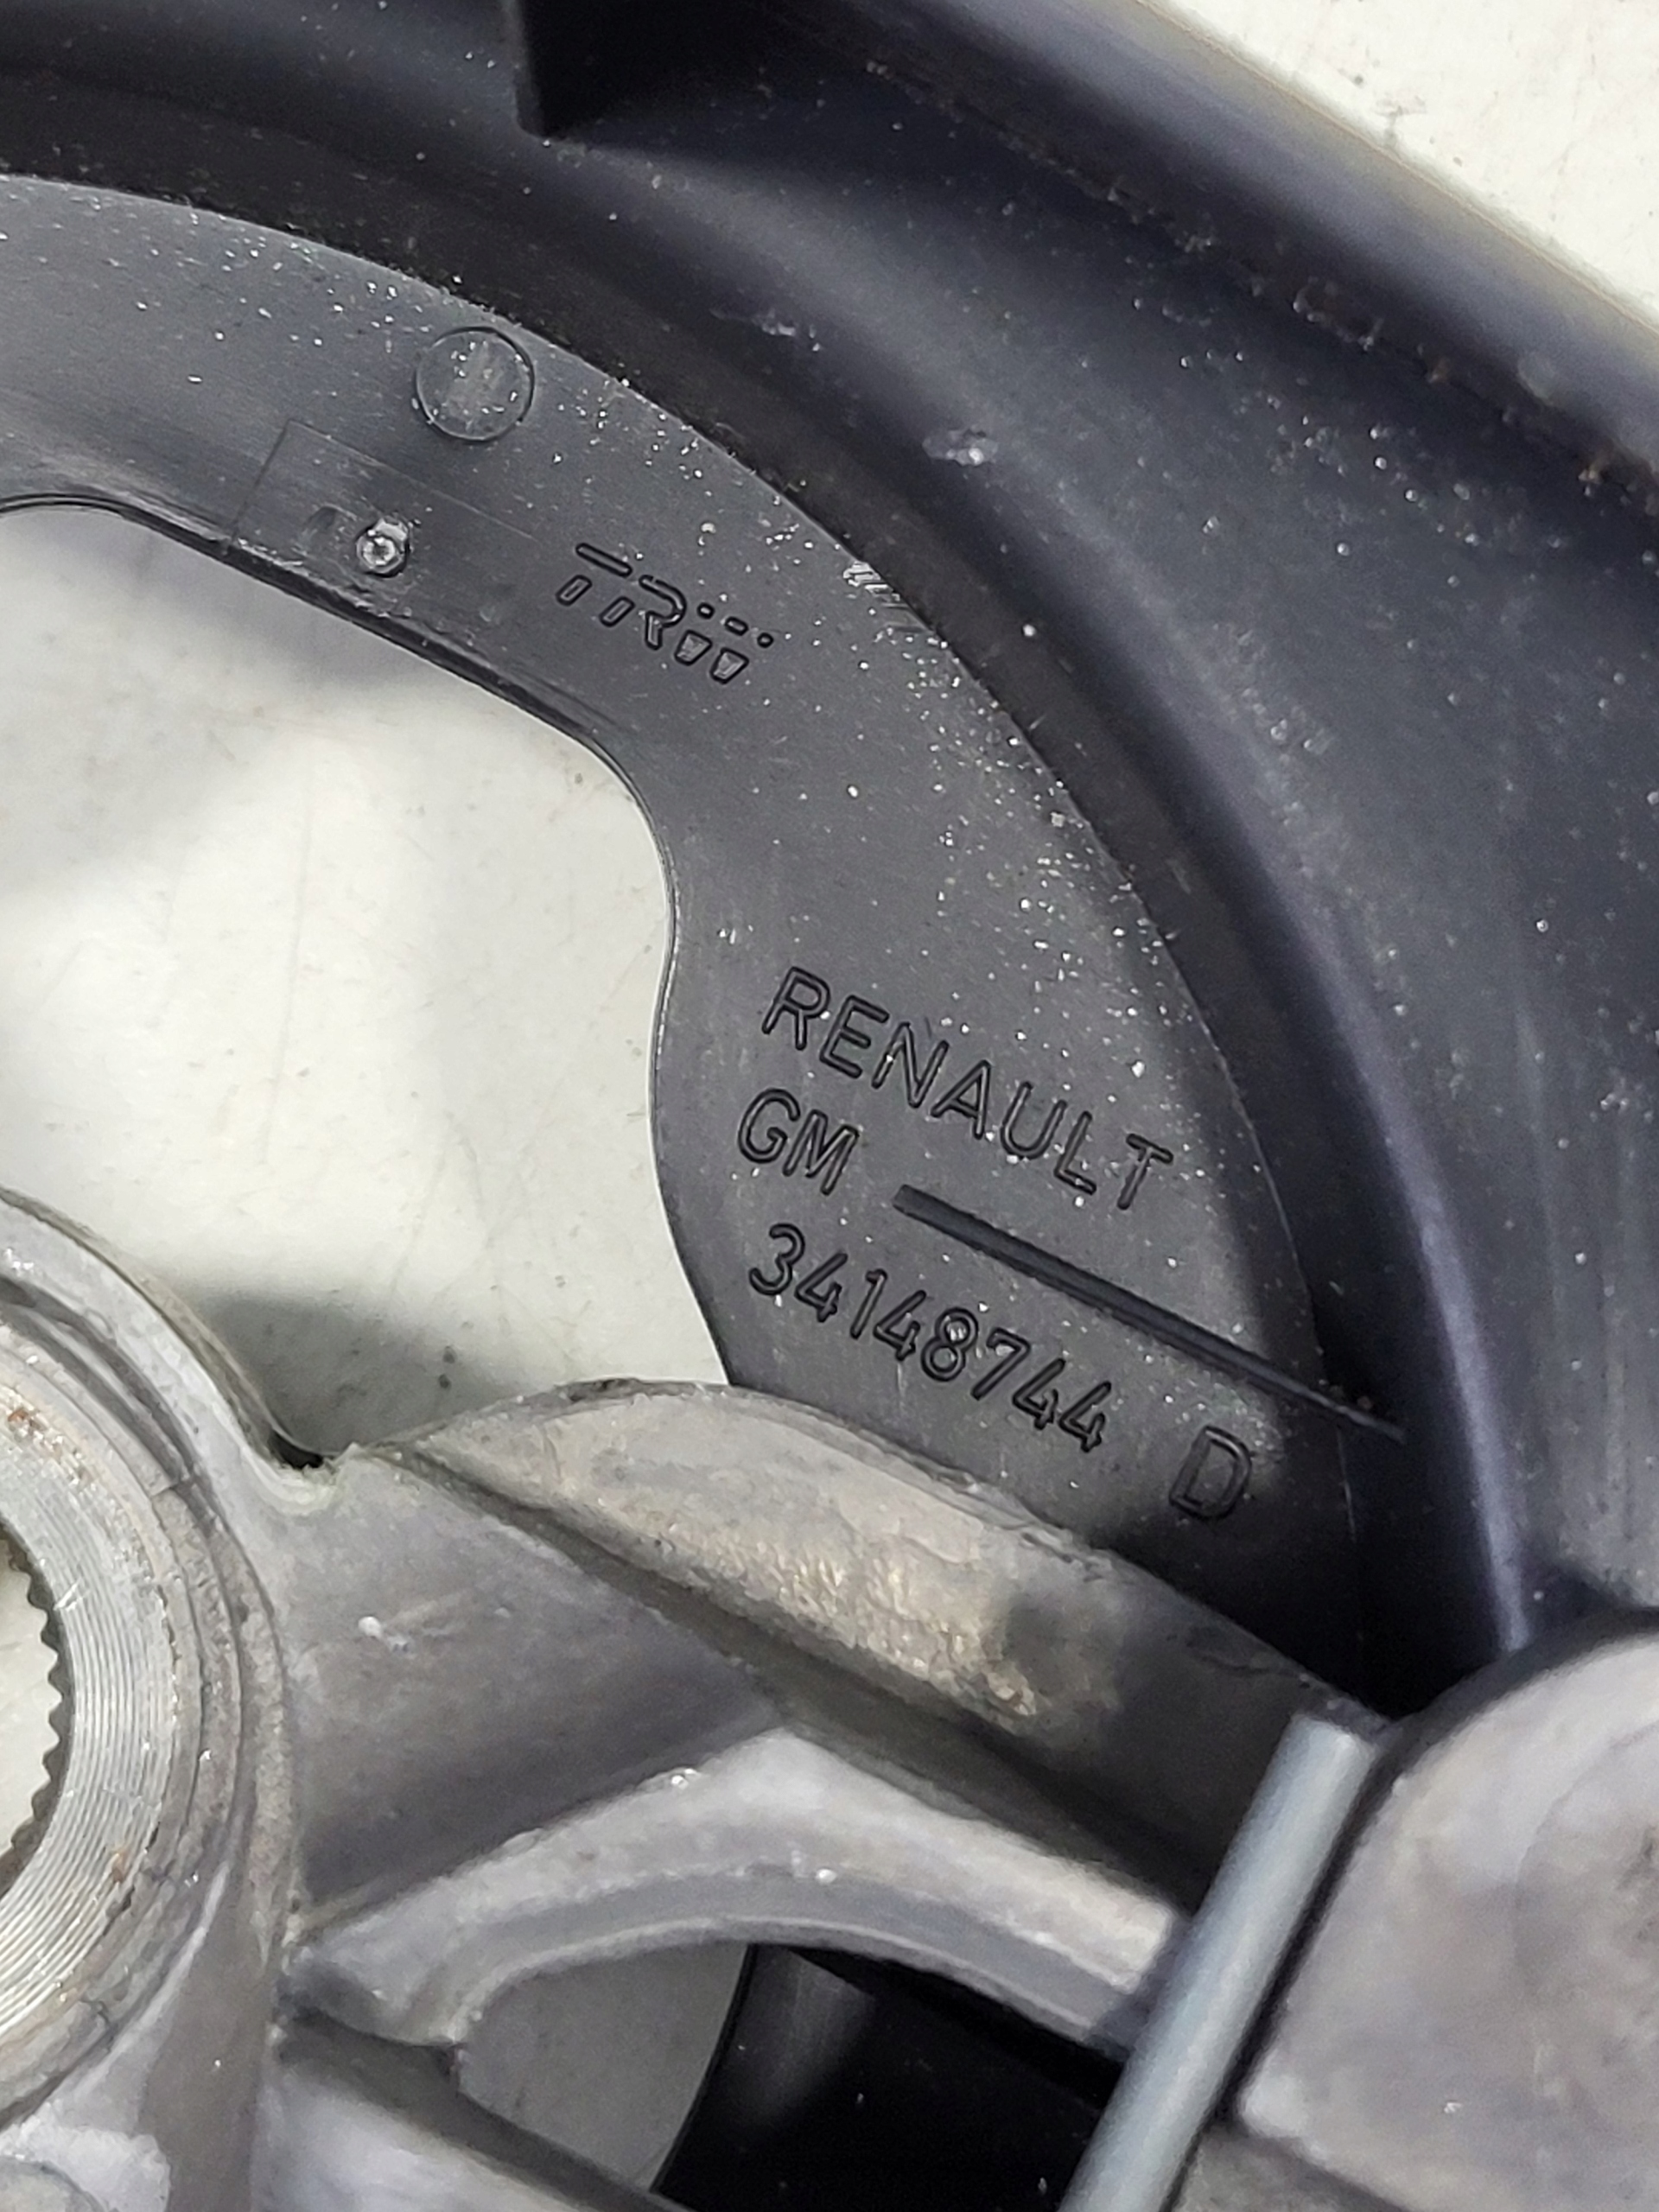 TRW
RENAULT
GM
34148744 D